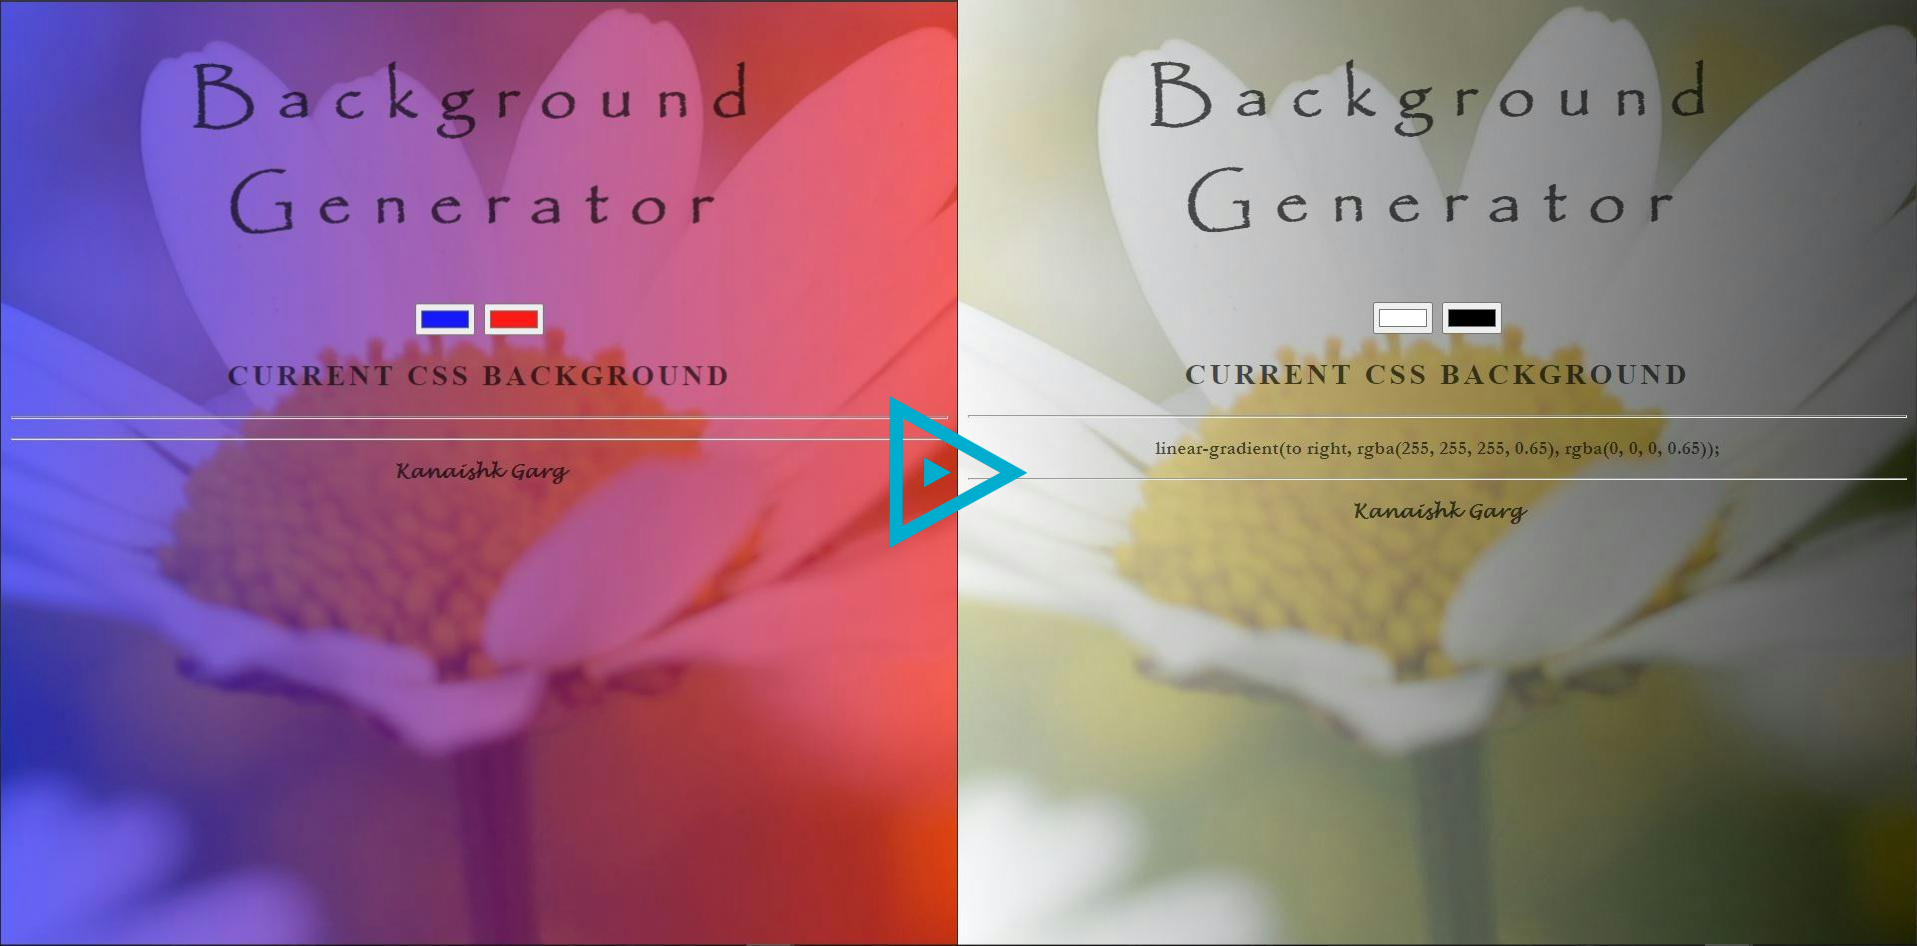 Background
Generator
CURRENT CSS BACKGROUND
Kanaishk Garg
Background
Generator
CURRENT CSS BACKGROUND
linear-gradient(to right, rgba(255, 255, 255, 0.65), rgba(0, 0, 0, 0.65));
Kanaishk Garg